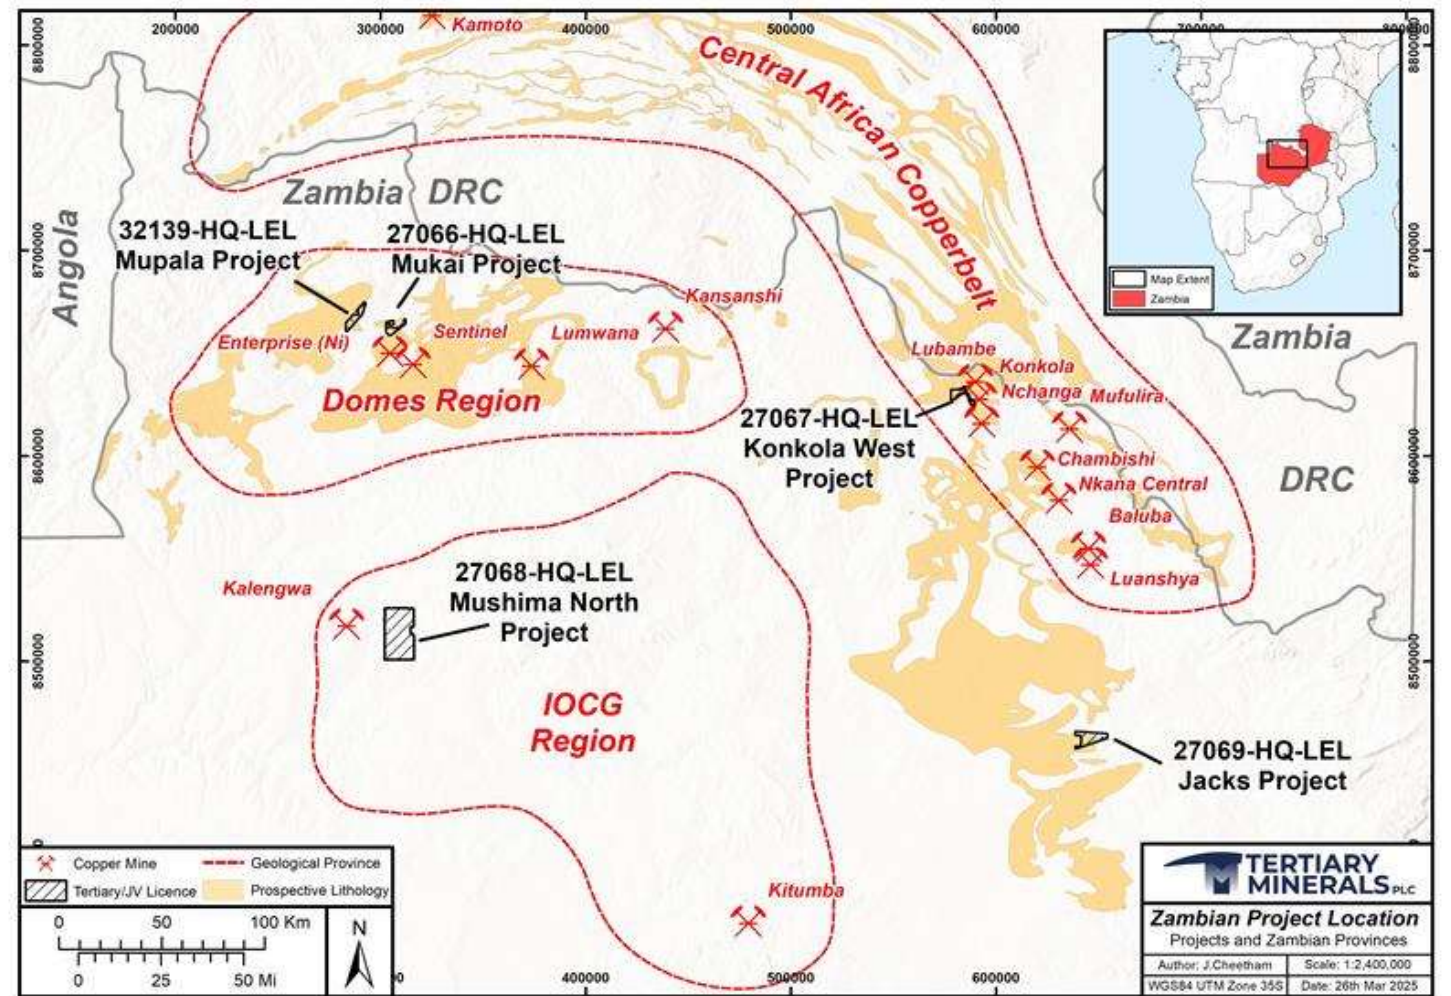 200000
300000
400000
500000
600000
700000
8800000
8800000
Kamoto
Central African Copperbelt
Map Extent
Zambia
Zambia
DRC
Angola
8700000
8700000
32139-HQ-LEL
Mupala Project
27066-HQ-LEL
Mukai Project
Kansanshi
Enterprise (Ni)
Sentinel
Lumwana
Domes Region
Zambia
Lubambe
Konkola
Nchanga
Mufulira
27067-HQ-LEL
Konkola West
Project
8600000
8600000
Chambishi
Nkana Central
Baluba
Luanshya
DRC
Kalengwa
27068-HQ-LEL
Mushima North
Project
8500000
8500000
IOCG
Region
27069-HQ-LEL
Jacks Project
Kitumba
Copper Mine
Geological Province
Tertiary/JV Licence
Prospective Lithology
0 50 100 Km
0 25 50 Mi
N
400000
500000
600000
TERTIARY
MINERALS PLC
Zambian Project Location
Projects and Zambian Provinces
Author: J.Cheetham
Scale: 1:2,400,000
WGS84 UTM Zone 35S
Date: 26th Mar 2025